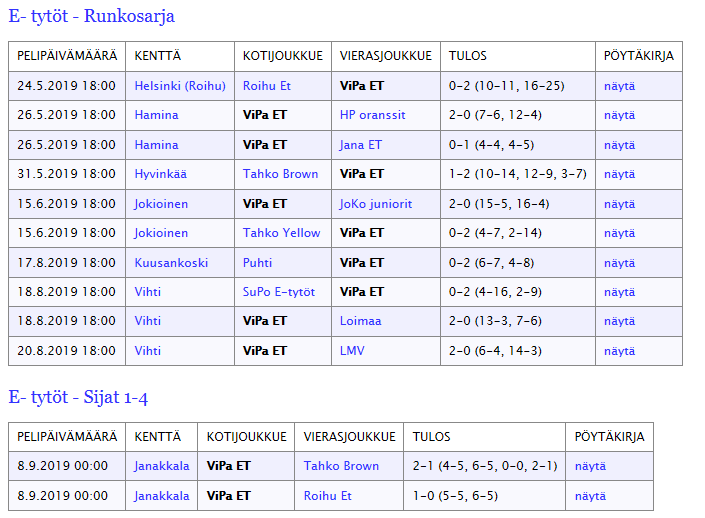 E- tytöt - Runkosarja
PELIPÄIVÄMÄÄRÄ KENTTÄ KOTIJOUKKUE VIERASJOUKKUE TULOS PÖYTÄKIRJA
24.5.2019 18:00 Helsinki (Roihu) Roihu Et ViPa ET 0-2 (10-11, 16-25) näytä
26.5.2019 18:00 Hamina ViPa ET HP oranssit 2-0 (7-6, 12-4) näytä
26.5.2019 18:00 Hamina ViPa ET Jana ET 0-1 (4-4, 4-5) näytä
31.5.2019 18:00 Hyvinkää Tahko Brown ViPa ET 1-2 (10-14, 12-9, 3-7) näytä
15.6.2019 18:00 Jokioinen ViPa ET JoKo juniorit 2-0 (15-5, 16-4) näytä
15.6.2019 18:00 Jokioinen Tahko Yellow ViPa ET 0-2 (4-7, 2-14) näytä
17.8.2019 18:00 Kuusankoski Puhti ViPa ET 0-2 (6-7, 4-8) näytä
18.8.2019 18:00 Vihti SuPo E-tytöt ViPa ET 0-2 (4-16, 2-9) näytä
18.8.2019 18:00 Vihti ViPa ET Loimaa 2-0 (13-3, 7-6) näytä
20.8.2019 18:00 Vihti ViPa ET LMV 2-0 (6-4, 14-3) näytä
E- tytöt - Sijat 1-4
PELIPÄIVÄMÄÄRÄ KENTTÄ KOTIJOUKKUE VIERASJOUKKUE TULOS PÖYTÄKIRJA
8.9.2019 00:00 Janakkala ViPa ET Tahko Brown 2-1 (4-5, 6-5, 0-0, 2-1) näytä
8.9.2019 00:00 Janakkala ViPa ET Roihu Et 1-0 (5-5, 6-5) näytä